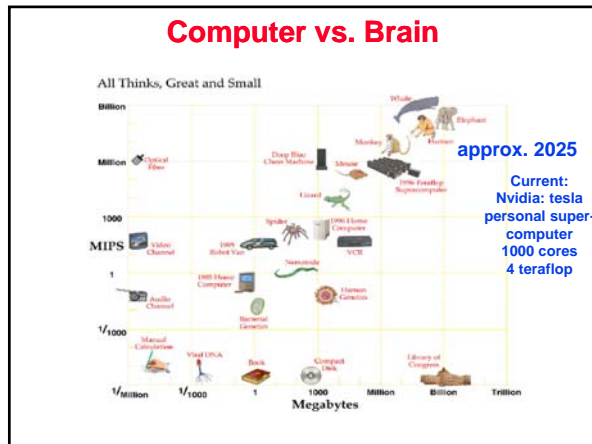 Computer vs. Brain
All Thinks, Great and Small
Billion
Whale
Elephant
Human
Monkey
approx. 2025
Million
Optical
Fiber
Deep Blue
Chess Machine
Mouse
1996 Teraflop
Supercomputer
Current:
Nvidia: tesla
personal super-
computer
1000 cores
4 teraflop
Lizard
1000
Spider
1996 Home
Computer
MIPS
Video
Channel
1995
Robot Van
VCR
Nematode
1
1985 Home
Computer
Human
Genetics
Audio
Channel
Bacterial
Genetics
1/1000
Manual
Calculation
Viral DNA
Book
Compact
Disk
Library of
Congress
1/Million
1/1000
1
1000
Million
Billion
Trillion
Megabytes